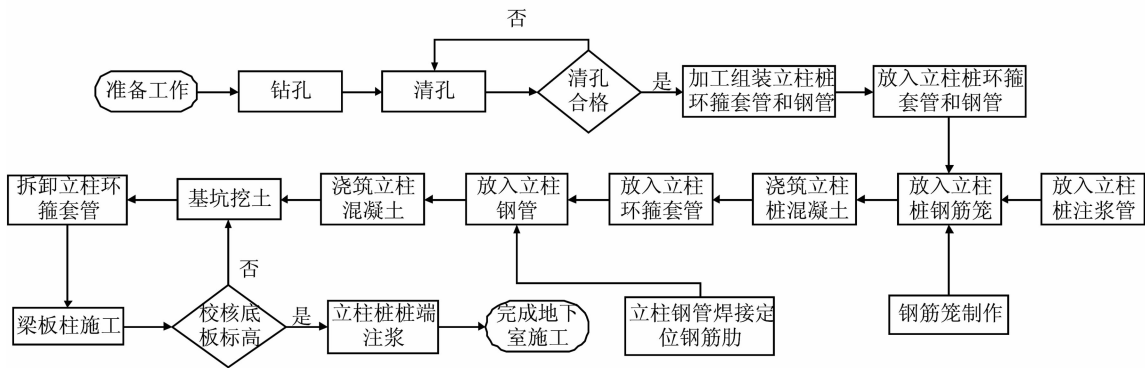 否
准备工作
钻孔
清孔
清孔
合格
是
加工组装立柱桩
环箍套管和钢管
放入立柱桩环箍
套管和钢管
拆卸立柱环
箍套管
基坑挖土
浇筑立柱
混凝土
放入立柱
钢管
放入立柱
环箍套管
浇筑立柱
桩混凝土
放入立柱
桩钢筋笼
放入立柱
桩注浆管
否
梁板柱施工
校核底
板标高
是
立柱桩桩端
注浆
完成地下
室施工
立柱钢管焊接定
位钢筋肋
钢筋笼制作